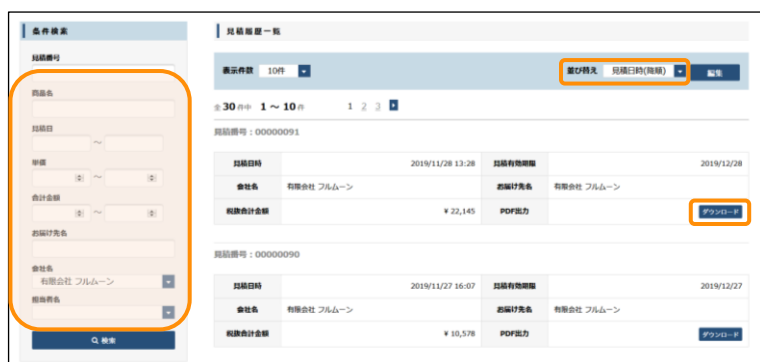 条件検索
見積番号
商品名
見積日
～
単価
～
合計金額
～
お届け先名
会社名
有限会社 フルムーン
担当者名
検索
見積履歴一覧
表示件数 10件
並び替え 見積日時(降順) 編集
全30件中 1～10件 1 2 3
見積番号：00000091
見積日時 2019/11/28 13:28 見積有効期限 2019/12/28
会社名 有限会社 フルムーン お届け先名 有限会社 フルムーン
税抜合計金額 ¥ 22,145 PDF出力 ダウンロード
見積番号：00000090
見積日時 2019/11/27 16:07 見積有効期限 2019/12/27
会社名 有限会社 フルムーン お届け先名 有限会社 フルムーン
税抜合計金額 ¥ 10,578 PDF出力 ダウンロード